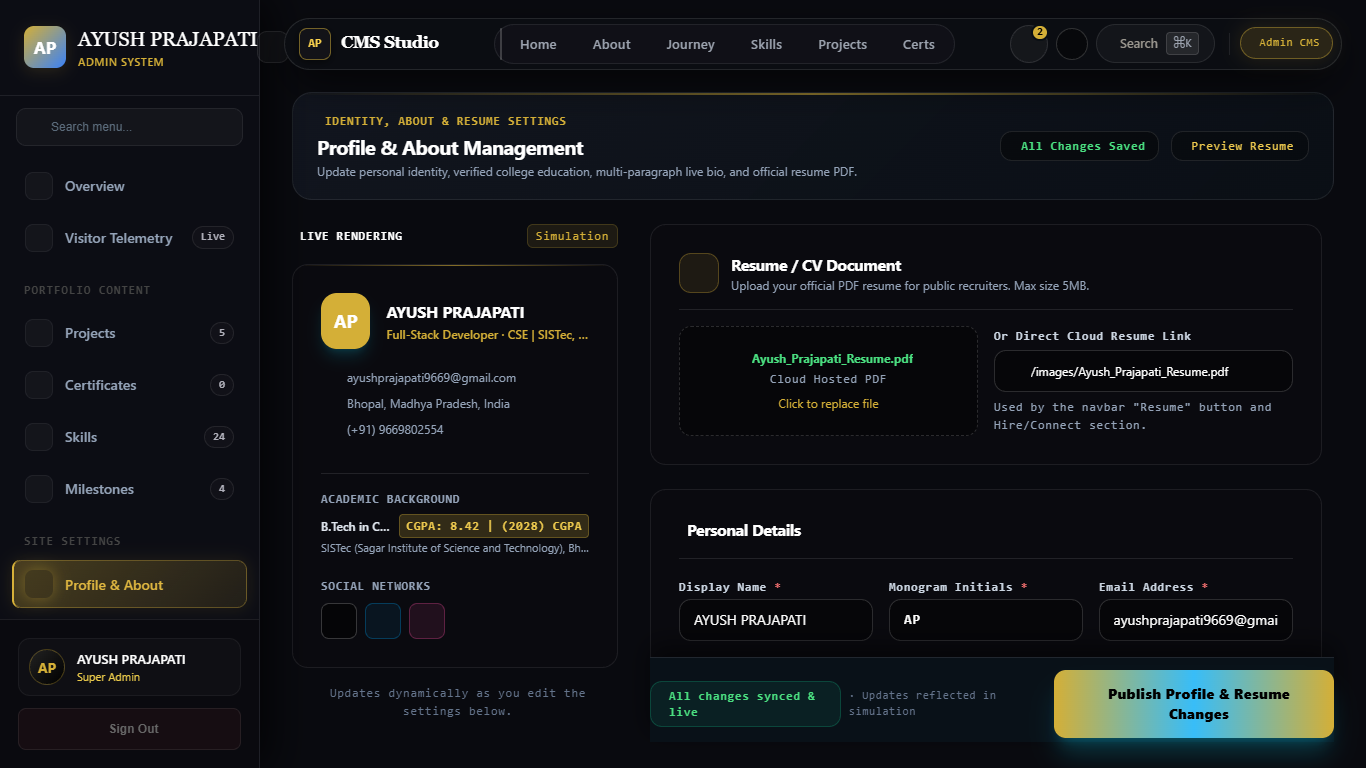 AP
AYUSH PRAJAPATI
ADMIN SYSTEM
Search menu...
Overview
Visitor Telemetry Live
PORTFOLIO CONTENT
Projects 5
Certificates 0
Skills 24
Milestones 4
SITE SETTINGS
Profile & About
AP
AYUSH PRAJAPATI
Super Admin
Sign Out
AP CMS Studio Home About Journey Skills Projects Certs 2 Search ⌘K Admin CMS
IDENTITY, ABOUT & RESUME SETTINGS
Profile & About Management
Update personal identity, verified college education, multi-paragraph live bio, and official resume PDF.
All Changes Saved Preview Resume
LIVE RENDERING Simulation
AP
AYUSH PRAJAPATI
Full-Stack Developer · CSE | SISTec, ...
ayushprajapati9669@gmail.com
Bhopal, Madhya Pradesh, India
(+91) 9669802554
ACADEMIC BACKGROUND
B.Tech in C... CGPA: 8.42 | (2028) CGPA
SISTec (Sagar Institute of Science and Technology), Bh...
SOCIAL NETWORKS
Updates dynamically as you edit the
settings below.
Resume / CV Document
Upload your official PDF resume for public recruiters. Max size 5MB.
Ayush_Prajapati_Resume.pdf
Cloud Hosted PDF
Click to replace file
Or Direct Cloud Resume Link
/images/Ayush_Prajapati_Resume.pdf
Used by the navbar "Resume" button and
Hire/Connect section.
Personal Details
Display Name * Monogram Initials * Email Address *
AYUSH PRAJAPATI AP ayushprajapati9669@gmai
All changes synced &
live
· Updates reflected in
simulation
Publish Profile & Resume
Changes